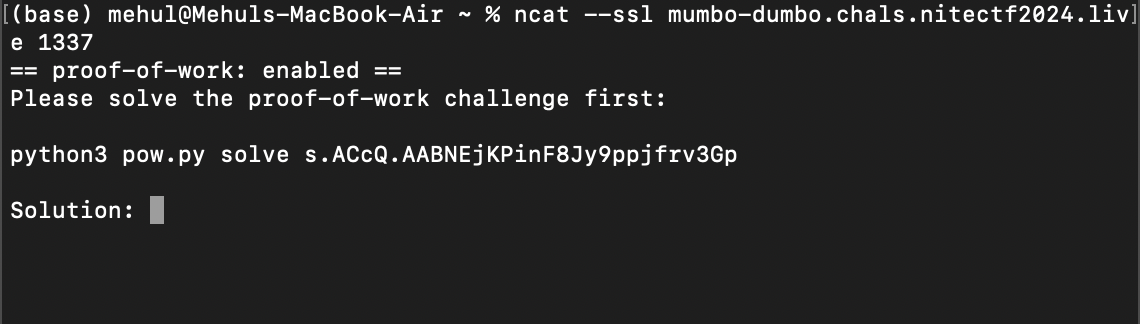 [(base) mehul@Mehuls-MacBook-Air ~ % ncat --ssl mumbo-dumbo.chals.nitectf2024.liv]
e 1337
== proof-of-work: enabled ==
Please solve the proof-of-work challenge first:
python3 pow.py solve s.ACcQ.AABNEjKPinF8Jy9ppjfrv3Gp
Solution: